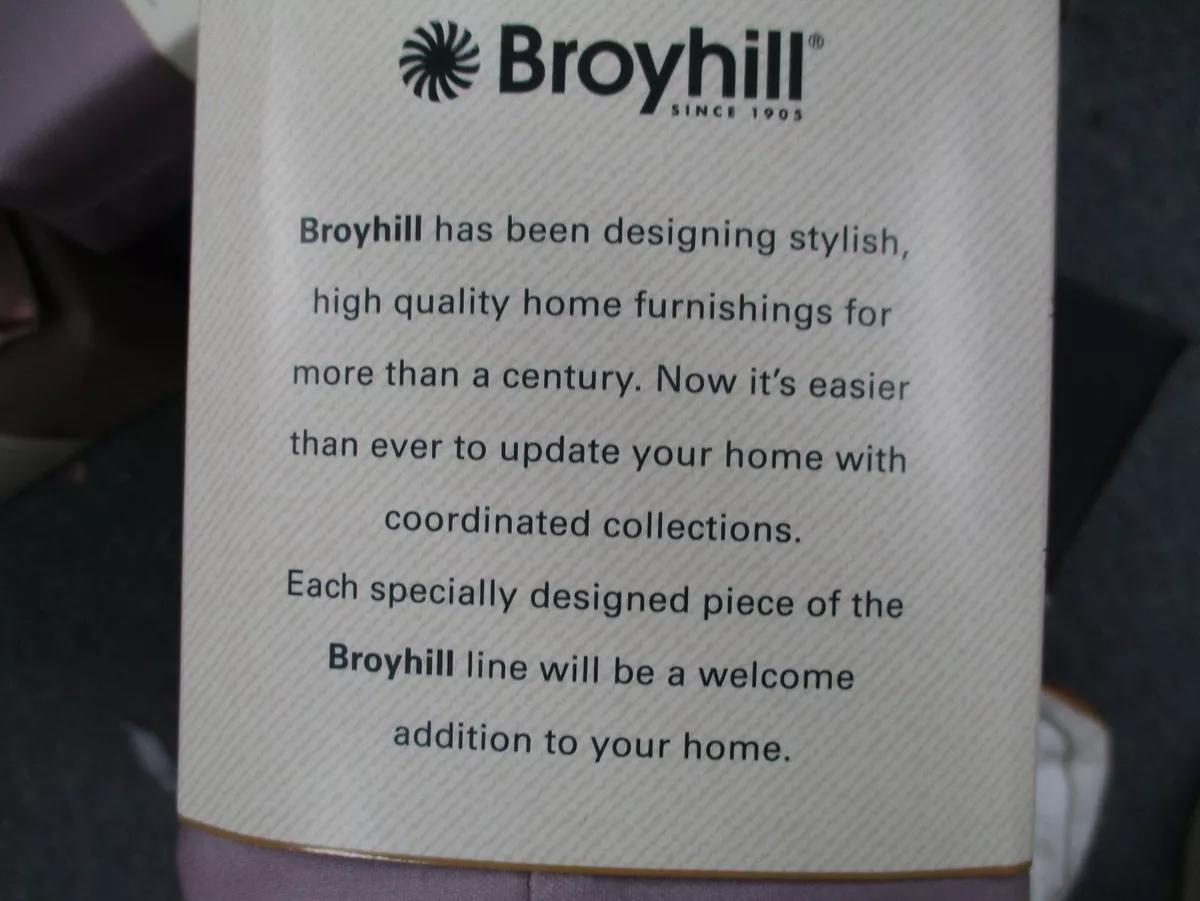 Broyhill®
SINCE 1905
Broyhill has been designing stylish,
high quality home furnishings for
more than a century. Now it's easier
than ever to update your home with
coordinated collections.
Each specially designed piece of the
Broyhill line will be a welcome
addition to your home.